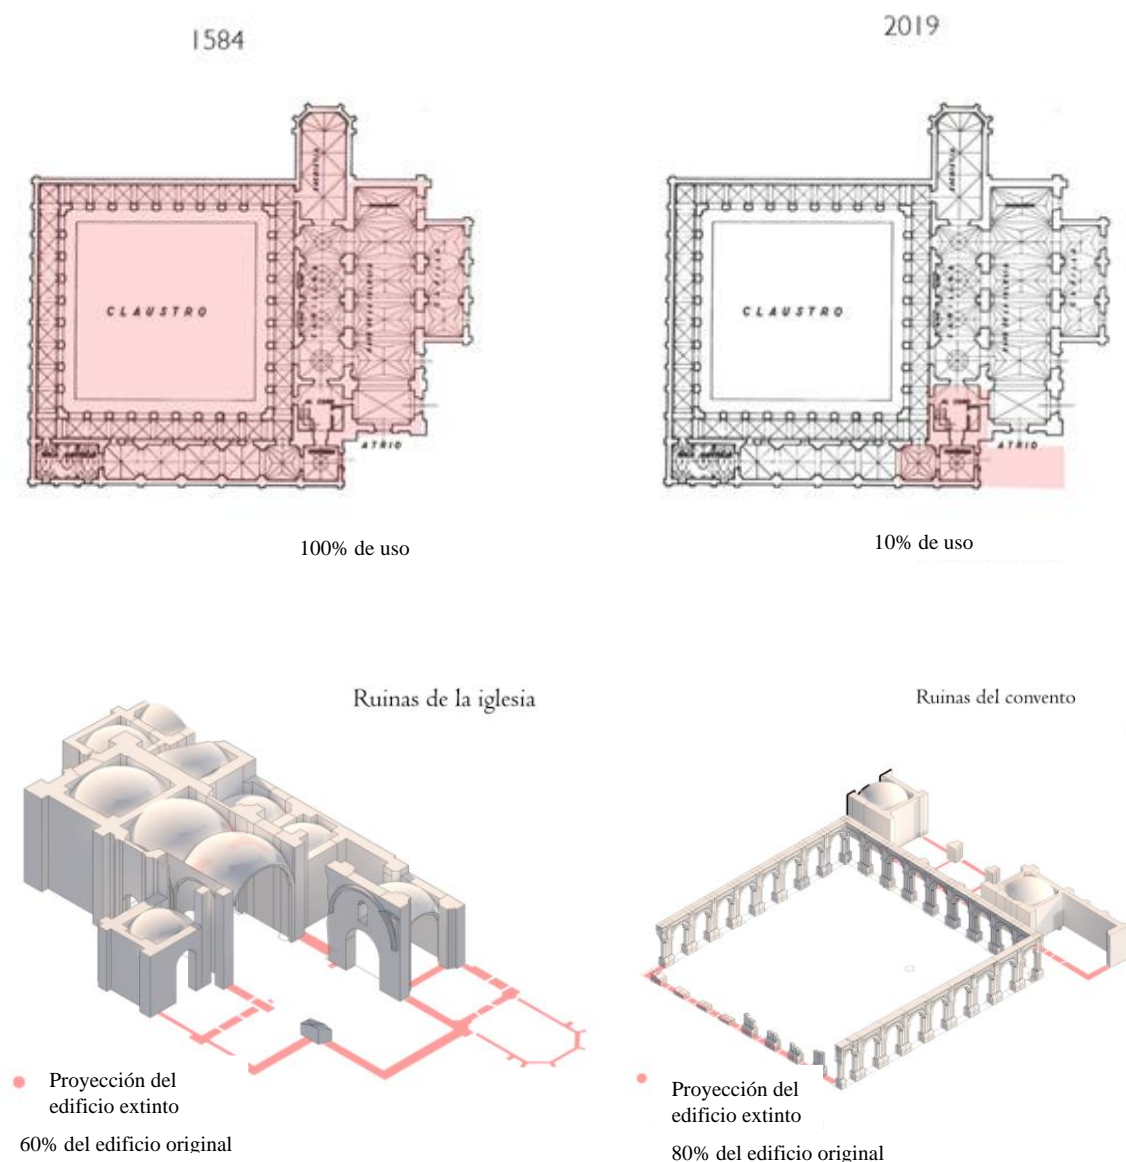 1584
2019
CLAUSTRO
ATRIO
100% de uso
CLAUSTRO
ATRIO
10% de uso
Ruinas de la iglesia
Proyección del
edificio extinto
60% del edificio original
Ruinas del convento
Proyección del
edificio extinto
80% del edificio original